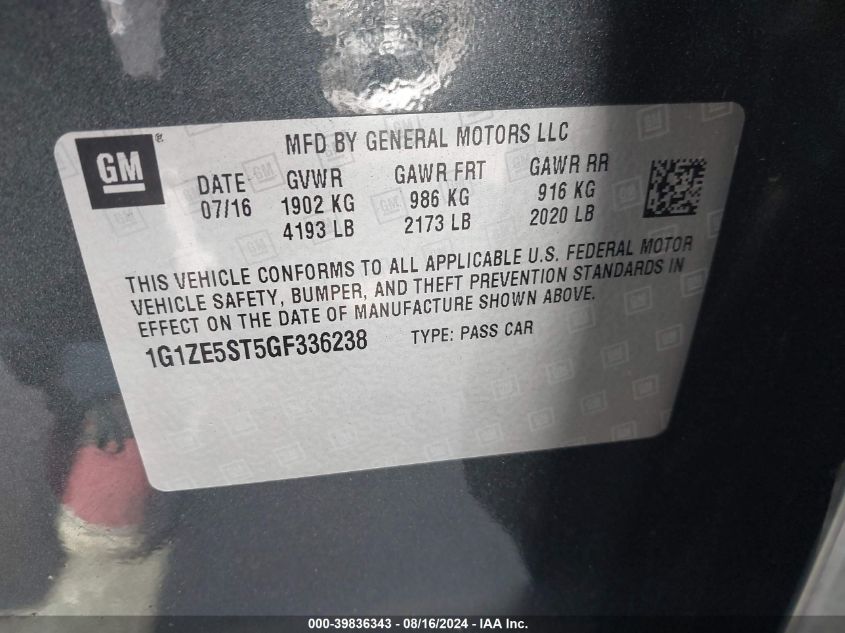 GM
®
MFD BY GENERAL MOTORS LLC
DATE GVWR GAWR FRT GAWR RR
07/16 1902 KG 986 KG 916 KG
4193 LB 2173 LB 2020 LB
THIS VEHICLE CONFORMS TO ALL APPLICABLE U.S. FEDERAL MOTOR
VEHICLE SAFETY, BUMPER, AND THEFT PREVENTION STANDARDS IN
EFFECT ON THE DATE OF MANUFACTURE SHOWN ABOVE.
1G1ZE5ST5GF336238 TYPE: PASS CAR
000-39836343 - 08/16/2024 - IAA Inc.